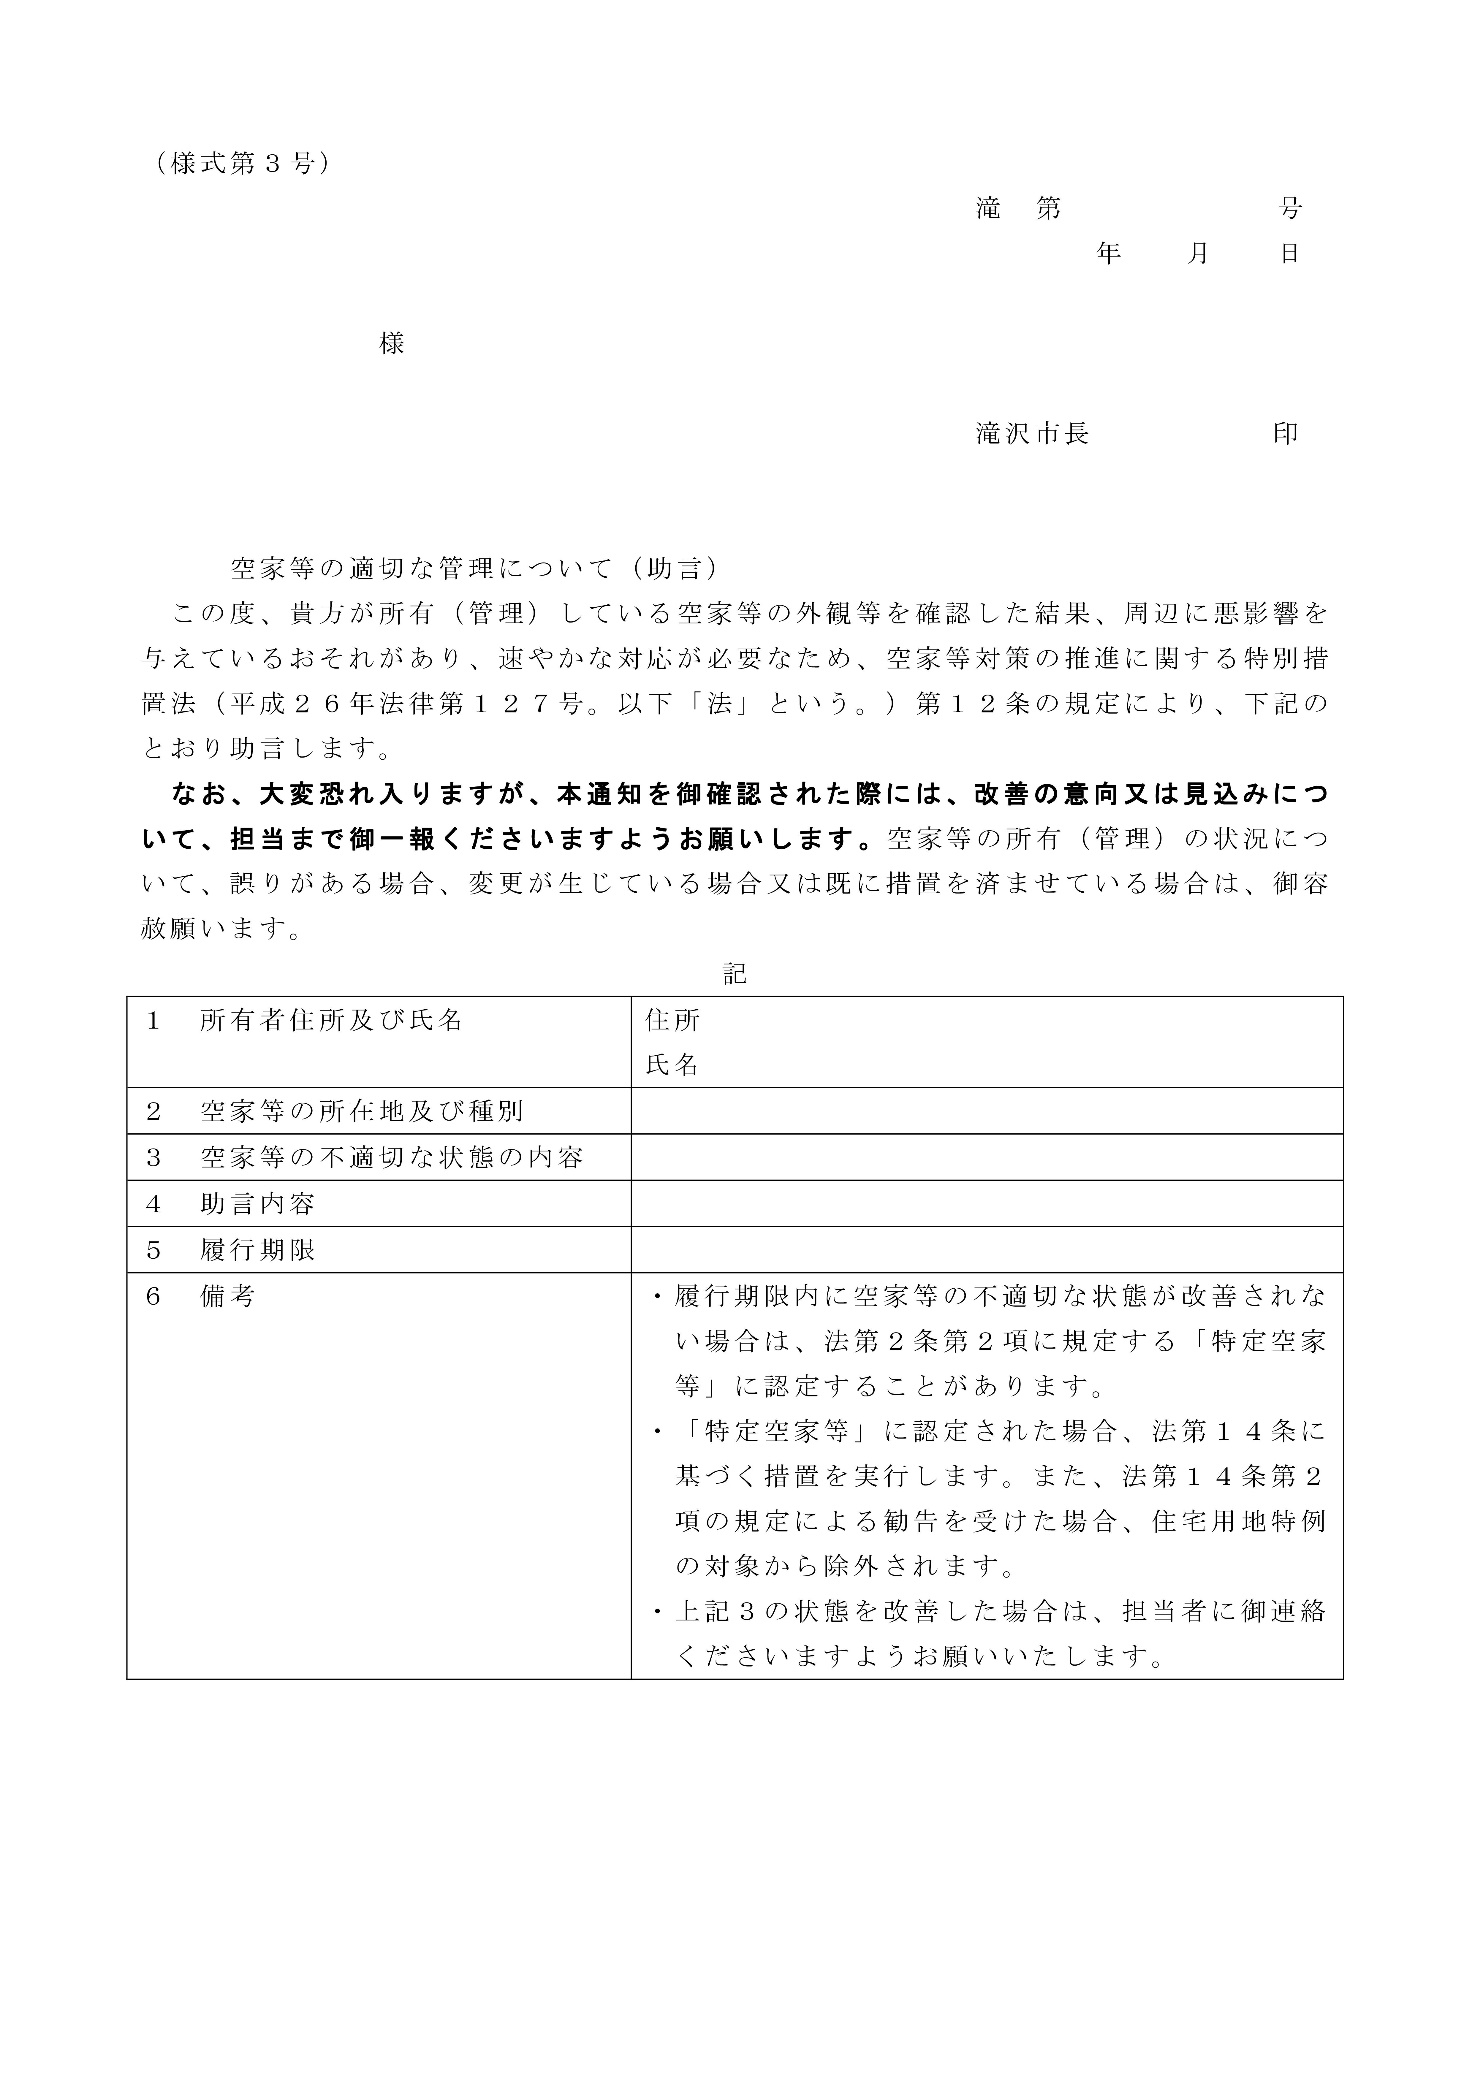 （様式第３号）
滝　第　　　　　　　号
年　　月　　日
様
滝沢市長　　　　　　印
空家等の適切な管理について（助言）
この度、貴方が所有（管理）している空家等の外観等を確認した結果、周辺に悪影響を
与えているおそれがあり、速やかな対応が必要なため、空家等対策の推進に関する特別措
置法（平成２６年法律第１２７号。以下「法」という。）第１２条の規定により、下記の
とおり助言します。
なお、大変恐れ入りますが、本通知を御確認された際には、改善の意向又は見込みにつ
いて、担当まで御一報くださいますようお願いします。空家等の所有（管理）の状況につ
いて、誤りがある場合、変更が生じている場合又は既に措置を済ませている場合は、御容
赦願います。
記
１　所有者住所及び氏名
住所
氏名
２　空家等の所在地及び種別
３　空家等の不適切な状態の内容
４　助言内容
５　履行期限
６　備考
・履行期限内に空家等の不適切な状態が改善されな
い場合は、法第２条第２項に規定する「特定空家
等」に認定することがあります。
・「特定空家等」に認定された場合、法第１４条に
基づく措置を実行します。また、法第１４条第２
項の規定による勧告を受けた場合、住宅用地特例
の対象から除外されます。
・上記３の状態を改善した場合は、担当者に御連絡
くださいますようお願いいたします。